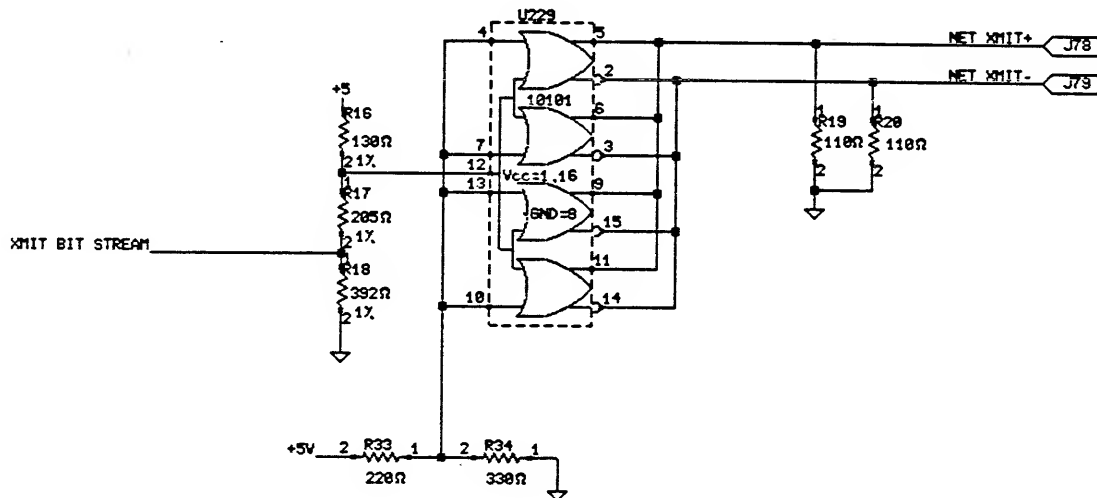 U229
4 5 NET XMIT+ J78
2 NET XMIT- J79
10101
+5
R16
130Ω
2 1%
6
1 R19
110Ω
2
1 R20
110Ω
2
7 3
12 Vcc=1,16
13 9
1 R17
205Ω
2 1%
GND=8
15
XMIT BIT STREAM
1 R18
392Ω
2 1%
11
10 14
+5V 2 R33 1 2 R34 1
220Ω 330Ω